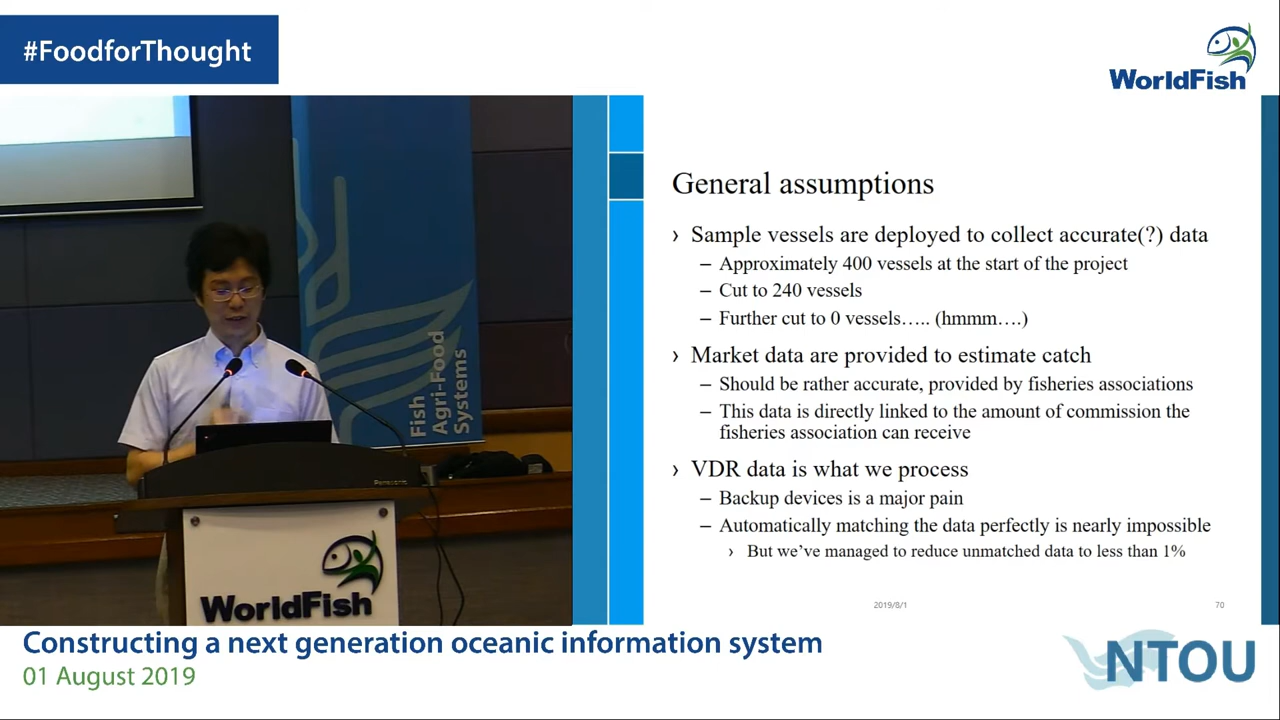 #FoodforThought
WorldFish
General assumptions
› Sample vessels are deployed to collect accurate(?) data
– Approximately 400 vessels at the start of the project
– Cut to 240 vessels
– Further cut to 0 vessels….. (hmmm….)
› Market data are provided to estimate catch
– Should be rather accurate, provided by fisheries associations
– This data is directly linked to the amount of commission the
fisheries association can receive
› VDR data is what we process
– Backup devices is a major pain
– Automatically matching the data perfectly is nearly impossible
› But we’ve managed to reduce unmatched data to less than 1%
2019/8/1
70
Fish
Agri-Food
Systems
Panasonic
WorldFish
Constructing a next generation oceanic information system
01 August 2019
NTOU